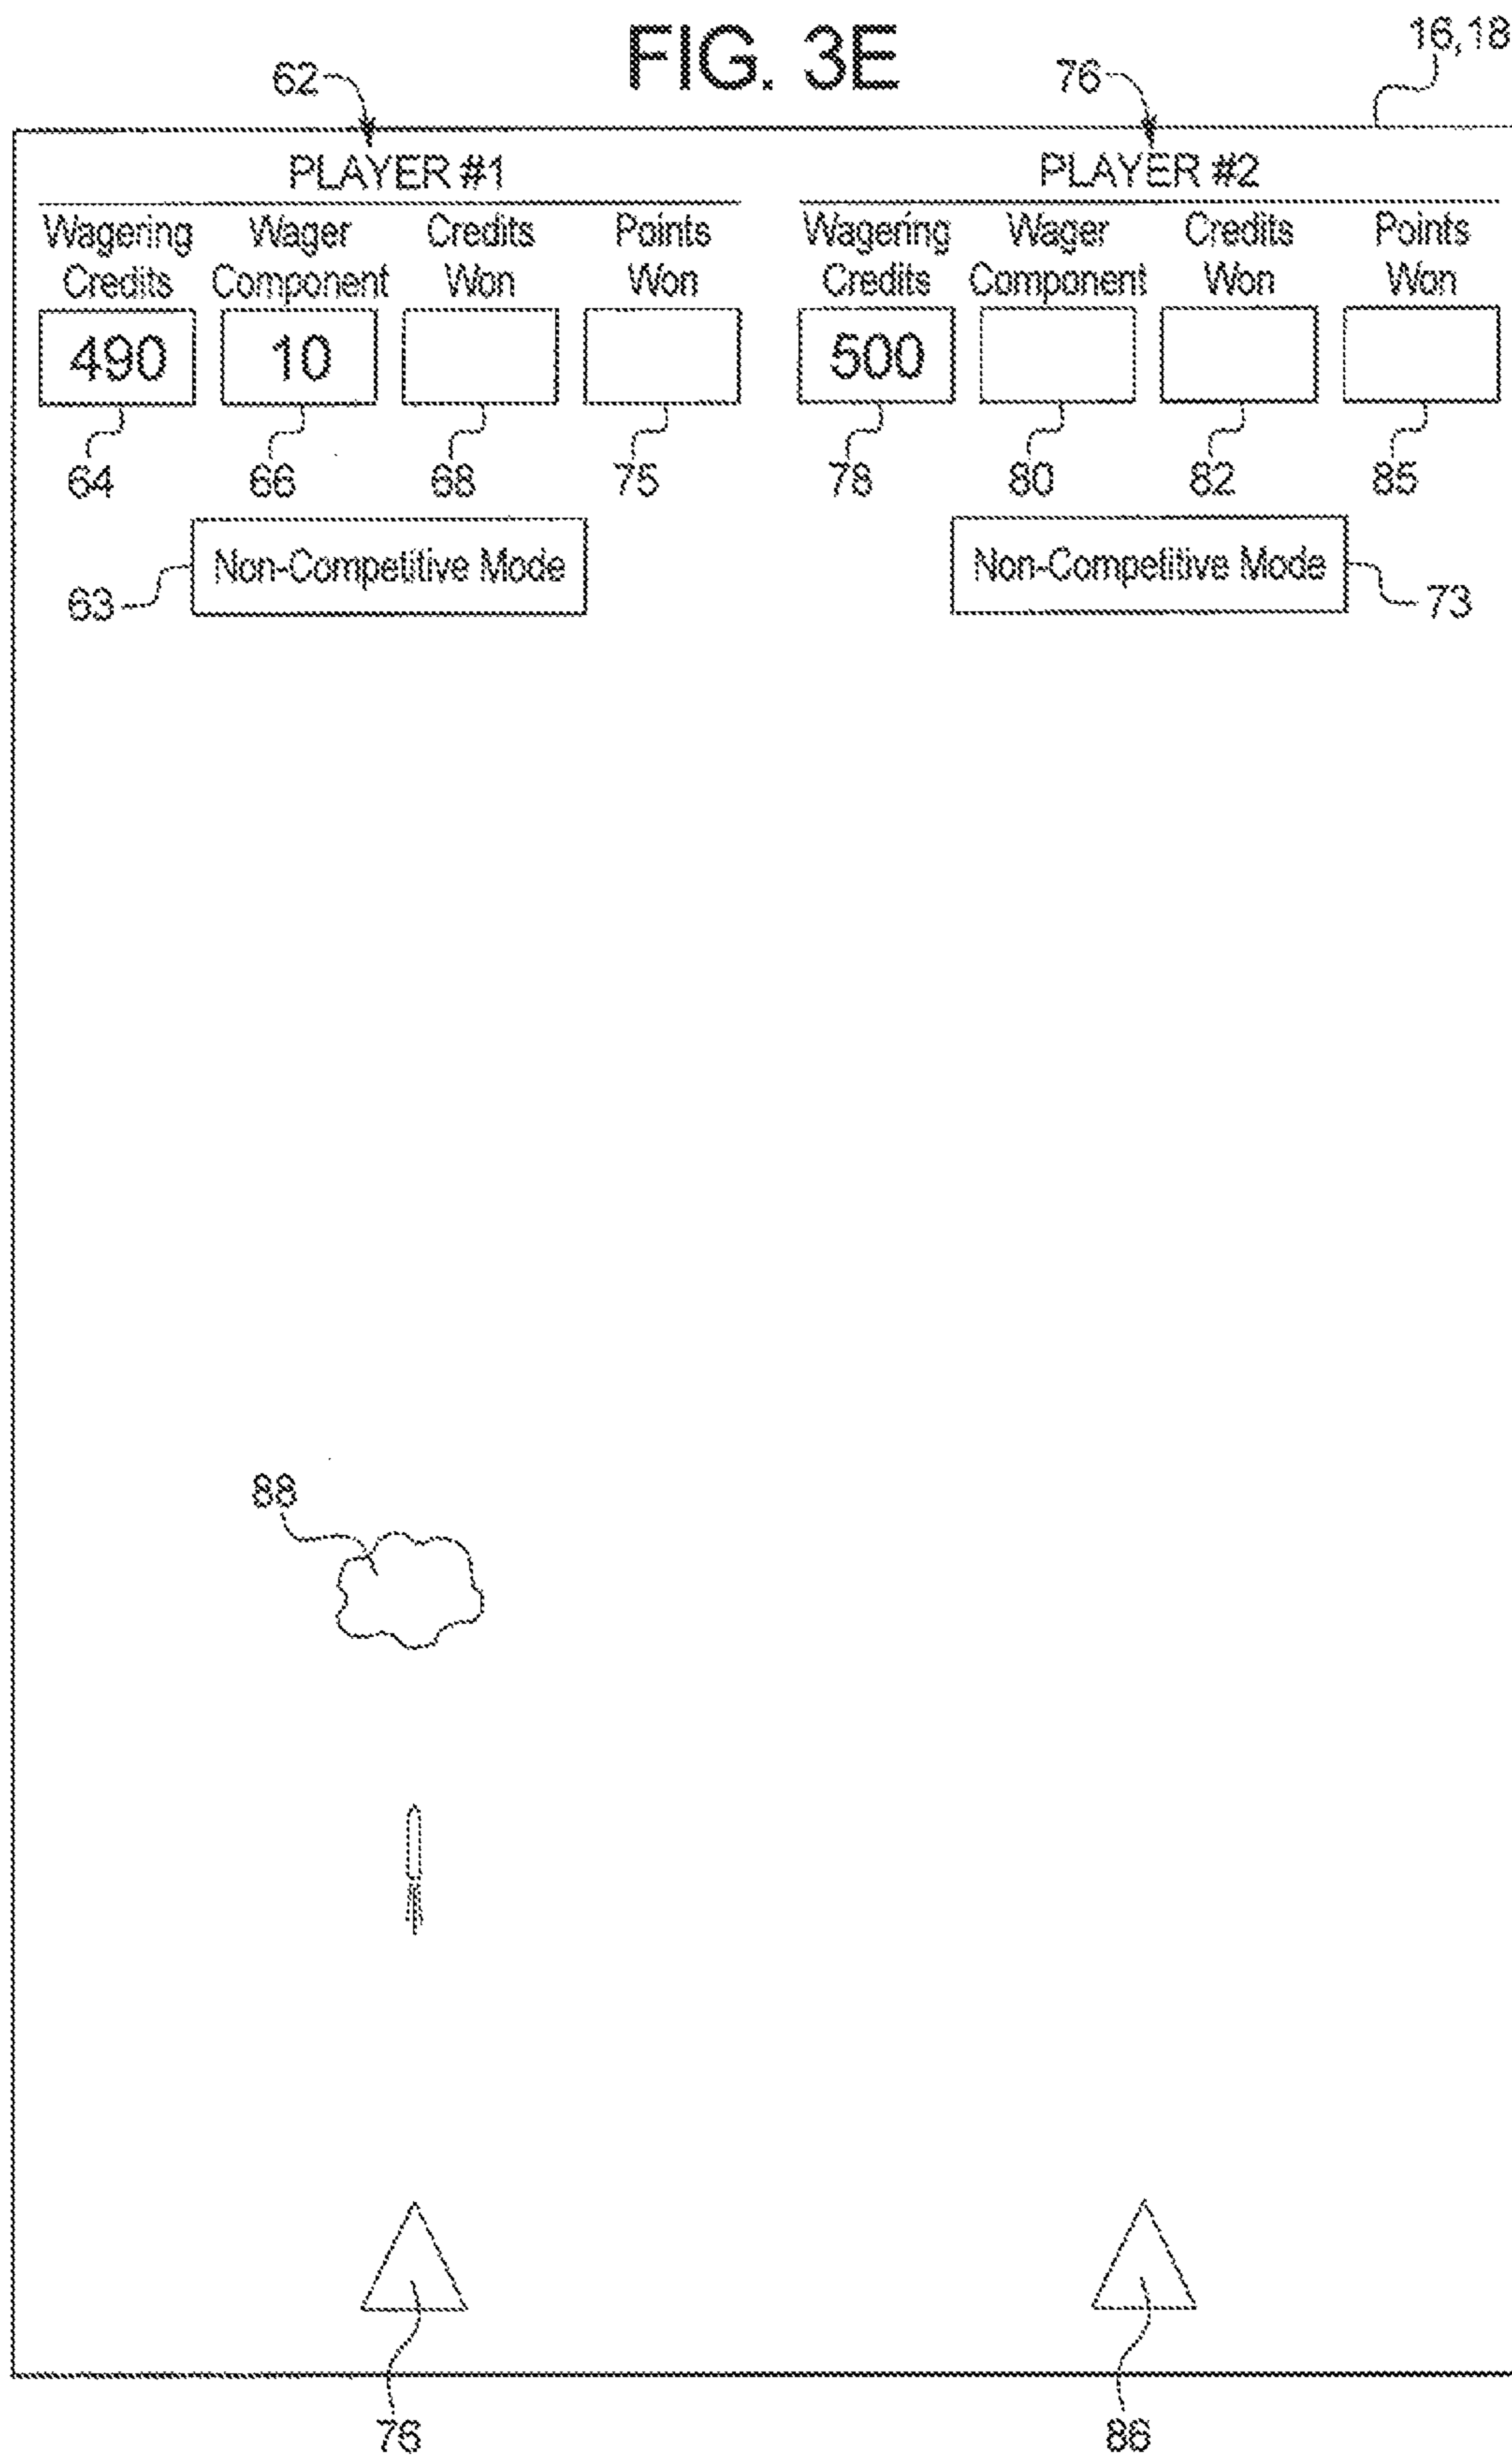 FIG. 3E
62 76 16,18
PLAYER #1 PLAYER #2
Wagering Wager Credits Points Wagering Wager Credits Points
Credits Component Won Won Credits Component Won Won
490 10 500
64 66 68 75 78 80 82 85
Non-Competitive Mode Non-Competitive Mode
63 73
88
76 86